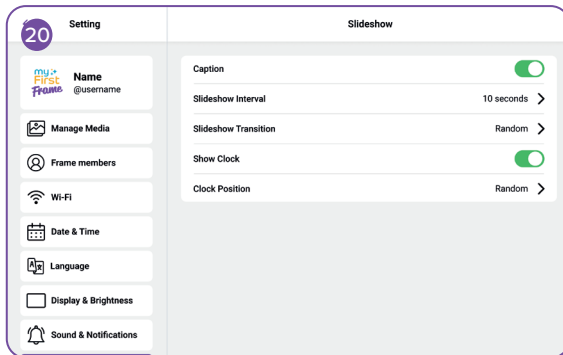 20
Setting
Slideshow
my
First
Frame
Name
@username
Manage Media
Frame members
Wi-Fi
Date & Time
Language
Display & Brightness
Sound & Notifications
Caption
Slideshow Interval 10 seconds
Slideshow Transition Random
Show Clock
Clock Position Random